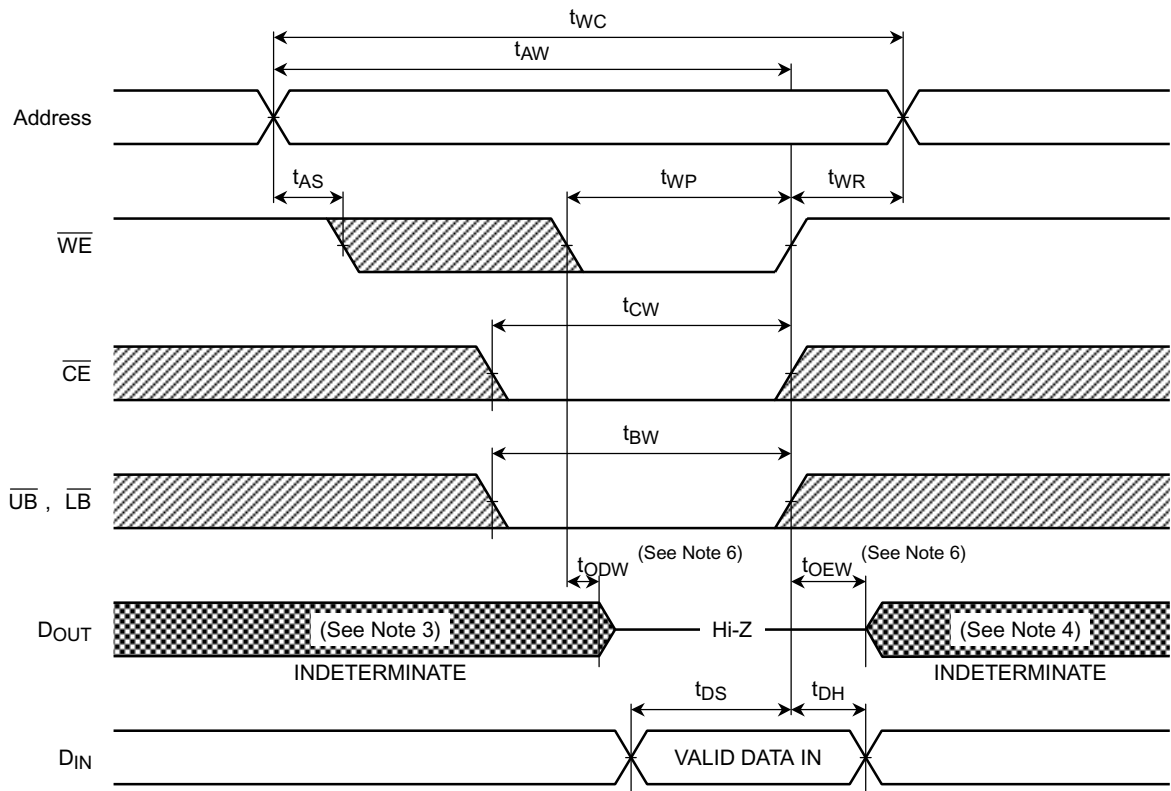 tWC
tAW
Address
tAS
tWP
tWR
WE
tCW
CE
tBW
UB , LB
tODW
(See Note 6)
tOEW
(See Note 6)
DOUT
(See Note 3)
Hi-Z
(See Note 4)
INDETERMINATE
INDETERMINATE
tDS
tDH
DIN
VALID DATA IN